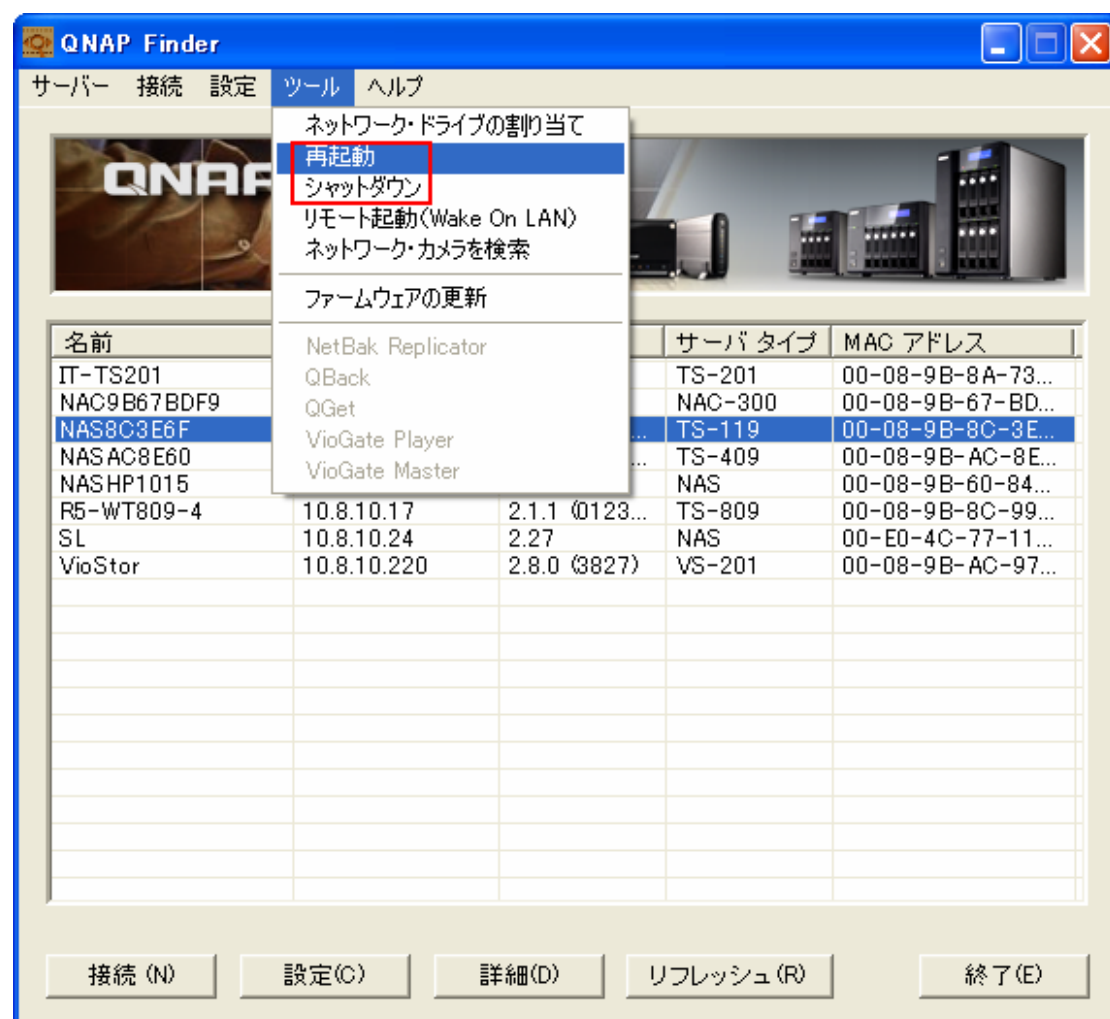 QNAP Finder
サーバー 接続 設定 ツール ヘルプ
ネットワーク・ドライブの割り当て
再起動
シャットダウン
リモート起動(Wake On LAN)
ネットワーク・カメラを検索
ファームウェアの更新
NetBak Replicator
QBack
QGet
VioGate Player
VioGate Master
QNAP
名前 サーバ タイプ MAC アドレス
IT-TS201 TS-201 00-08-9B-8A-73...
NAC9B67BDF9 NAC-300 00-08-9B-67-BD...
NAS8C3E6F ... TS-119 00-08-9B-8C-3E...
NASAC8E60 ... TS-409 00-08-9B-AC-8E...
NASHP1015 NAS 00-08-9B-60-84...
R5-WT809-4 10.8.10.17 2.1.1 (0123... TS-809 00-08-9B-8C-99...
SL 10.8.10.24 2.27 NAS 00-E0-4C-77-11...
VioStor 10.8.10.220 2.8.0 (3827) VS-201 00-08-9B-AC-97...
接続 (N) 設定(C) 詳細(D) リフレッシュ(R) 終了(E)